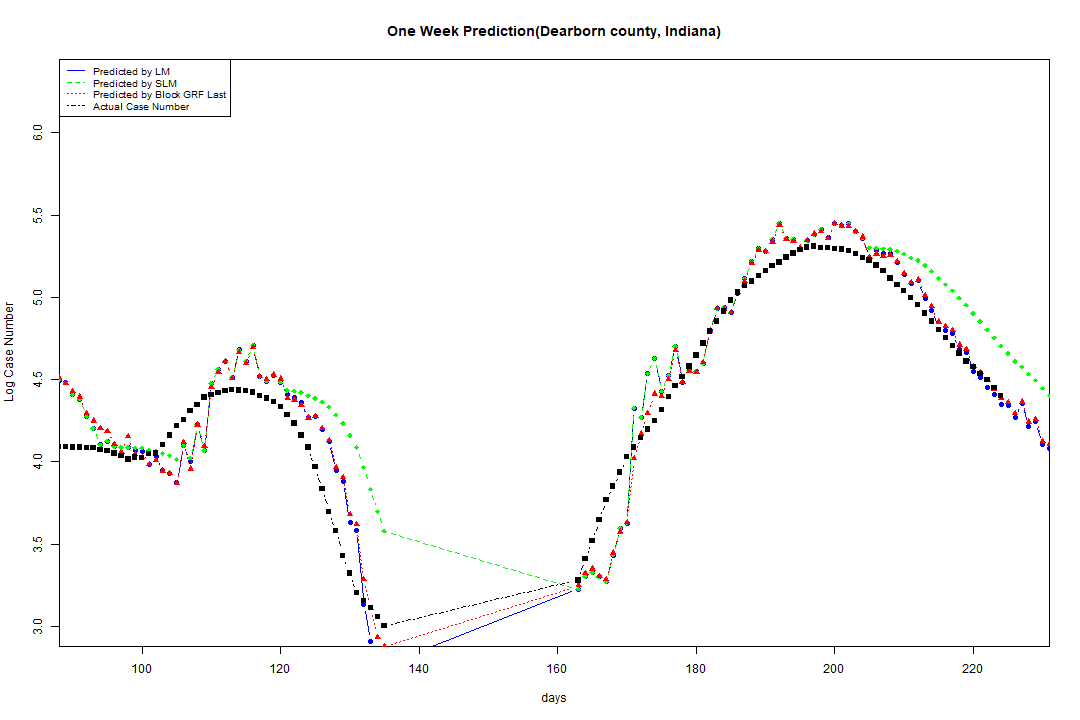 One Week Prediction(Dearborn county, Indiana)
Predicted by LM
Predicted by SLM
Predicted by Block GRF Last
Actual Case Number
Log Case Number
6.0
5.5
5.0
4.5
4.0
3.5
3.0
100 120 140 160 180 200 220
days